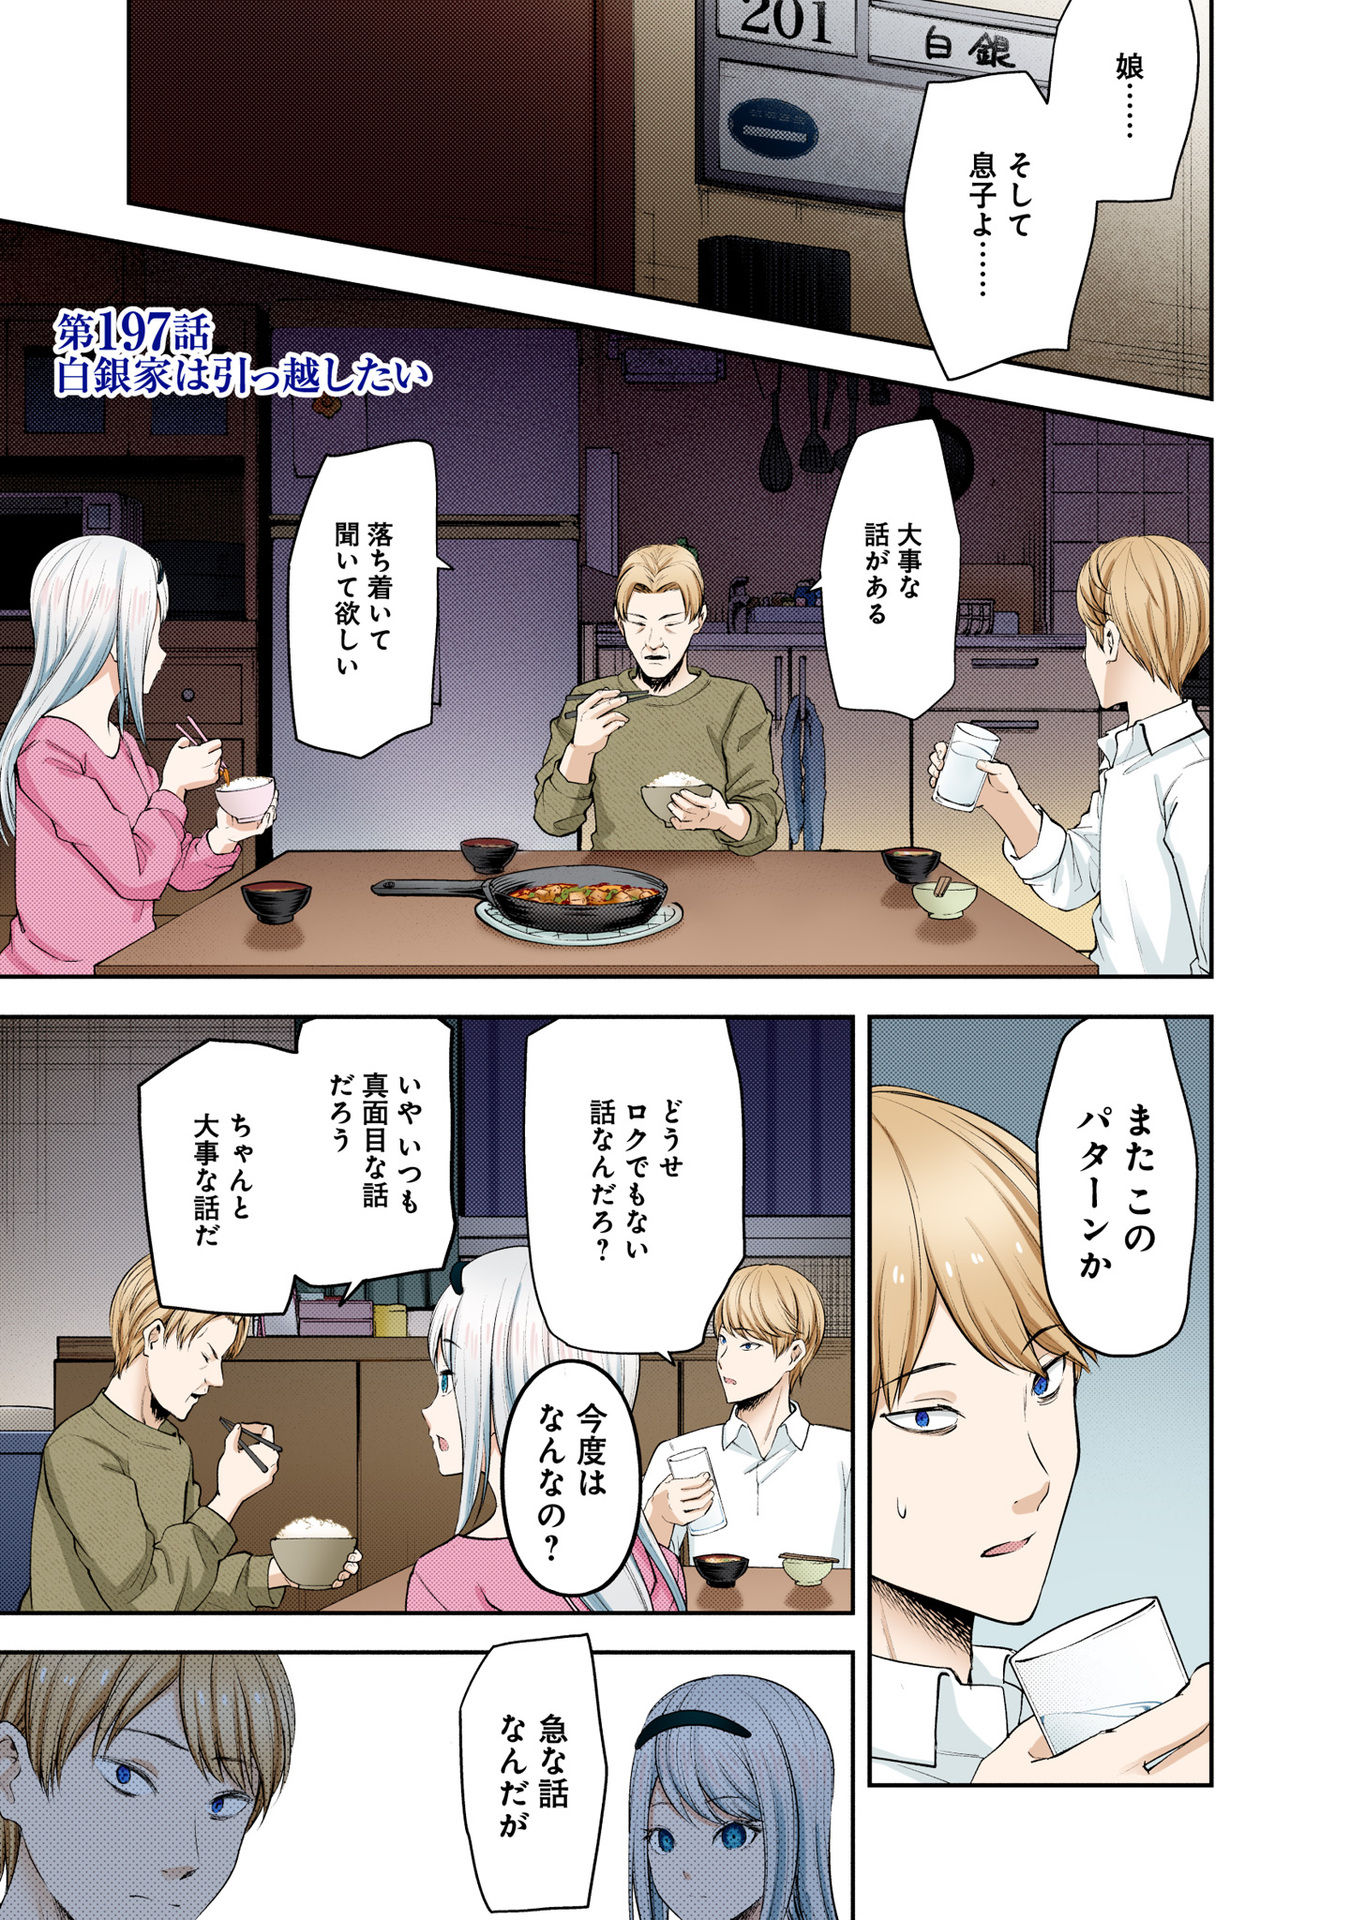 201
白銀
娘……
そして
息子よ……
第197話
白銀家は引っ越したい
大事な
話がある
落ち着いて
聞いて欲しい
またこの
パターンか
どうせ
ロクでもない
話なんだろ?
今度は
なんなの?
いやいつも
真面目な話
だろう
ちゃんと
大事な話だ
急な話
なんだが